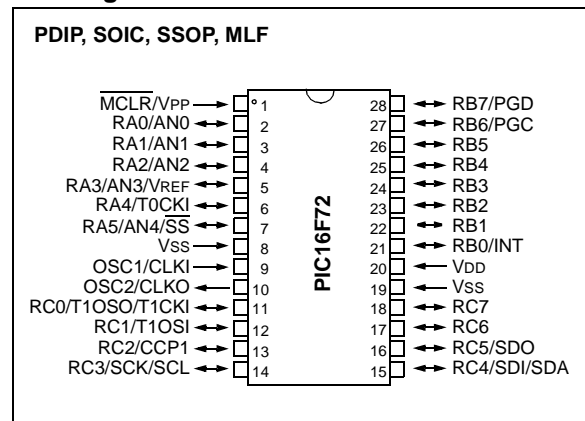 PDIP, SOIC, SSOP, MLF
MCLR/VPP
RA0/AN0
RA1/AN1
RA2/AN2
RA3/AN3/VREF
RA4/T0CKI
RA5/AN4/SS
VSS
OSC1/CLKI
OSC2/CLKO
RC0/T1OSO/T1CKI
RC1/T1OSI
RC2/CCP1
RC3/SCK/SCL
1
2
3
4
5
6
7
8
9
10
11
12
13
14
PIC16F72
28
27
26
25
24
23
22
21
20
19
18
17
16
15
RB7/PGD
RB6/PGC
RB5
RB4
RB3
RB2
RB1
RB0/INT
VDD
VSS
RC7
RC6
RC5/SDO
RC4/SDI/SDA